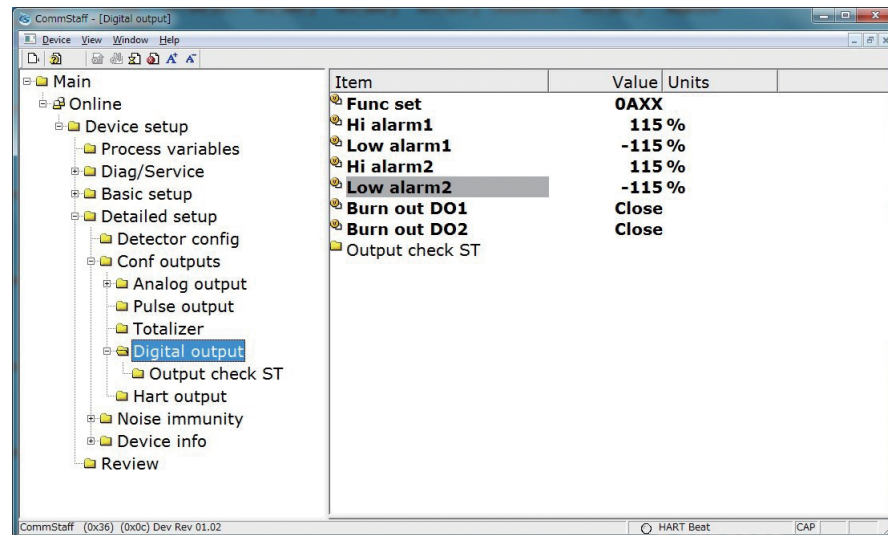 CommStaff - [Digital output]
Device View Window Help
Main
Online
Device setup
Process variables
Diag/Service
Basic setup
Detailed setup
Detector config
Conf outputs
Analog output
Pulse output
Totalizer
Digital output
Output check ST
Hart output
Noise immunity
Device info
Review
Item Value Units
Func set 0AXX
Hi alarm1 115 %
Low alarm1 -115 %
Hi alarm2 115 %
Low alarm2 -115 %
Burn out DO1 Close
Burn out DO2 Close
Output check ST
CommStaff (0x36) (0x0c) Dev Rev 01.02 HART Beat CAP